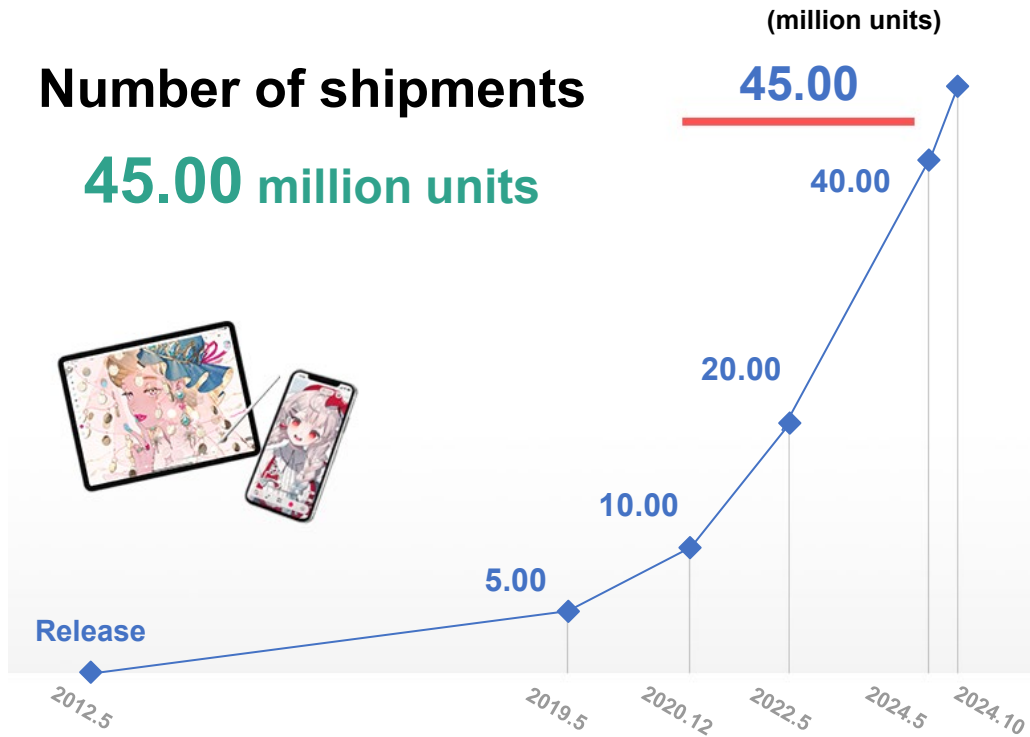 (million units)
Number of shipments
45.00
45.00 million units
40.00
20.00
10.00
5.00
Release
2012.5
2019.5
2020.12
2022.5
2024.5
2024.10